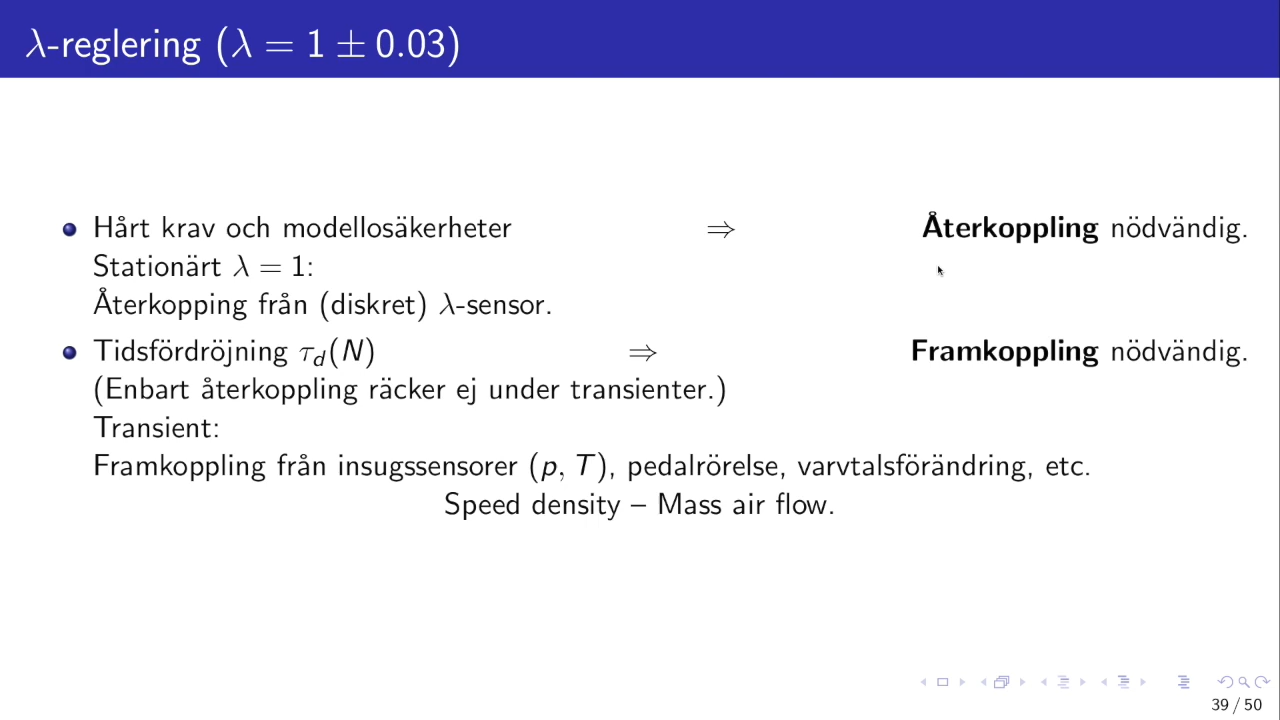 λ-reglering (λ = 1 ± 0.03)
Hårt krav och modellosäkerheter ⇒ Återkoppling nödvändig.
Stationärt λ = 1:
Återkopping från (diskret) λ-sensor.
Tidsfördröjning τd(N) ⇒ Framkoppling nödvändig.
(Enbart återkoppling räcker ej under transienter.)
Transient:
Framkoppling från insugssensorer (p, T), pedalrörelse, varvtalsförändring, etc.
Speed density – Mass air flow.
39 / 50